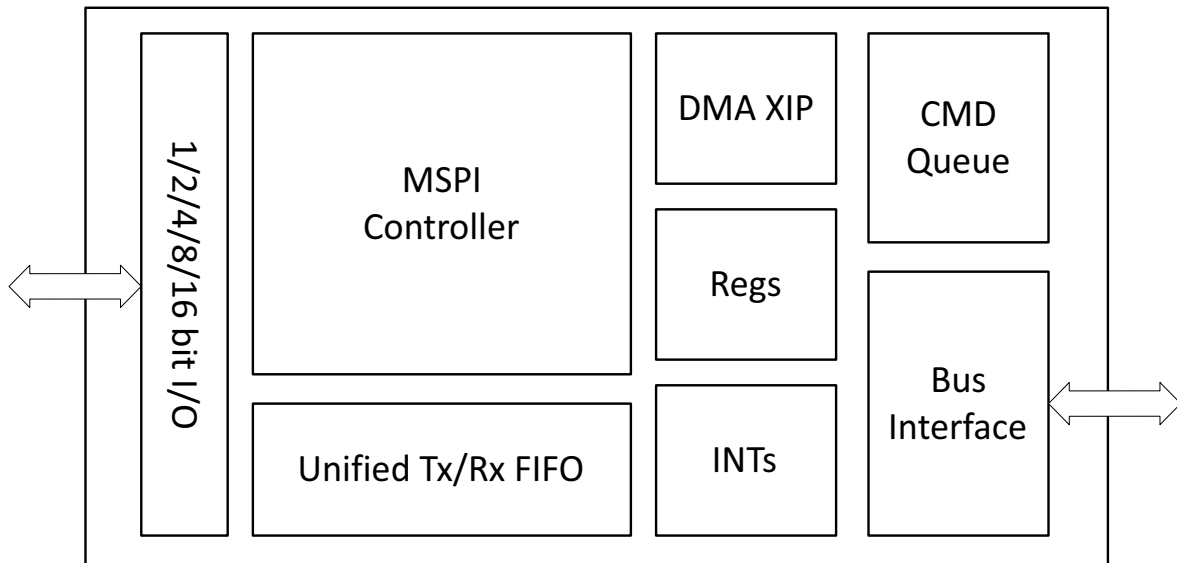 1/2/4/8/16 bit I/O
MSPI
Controller
Unified Tx/Rx FIFO
DMA XIP
Regs
INTs
CMD
Queue
Bus
Interface